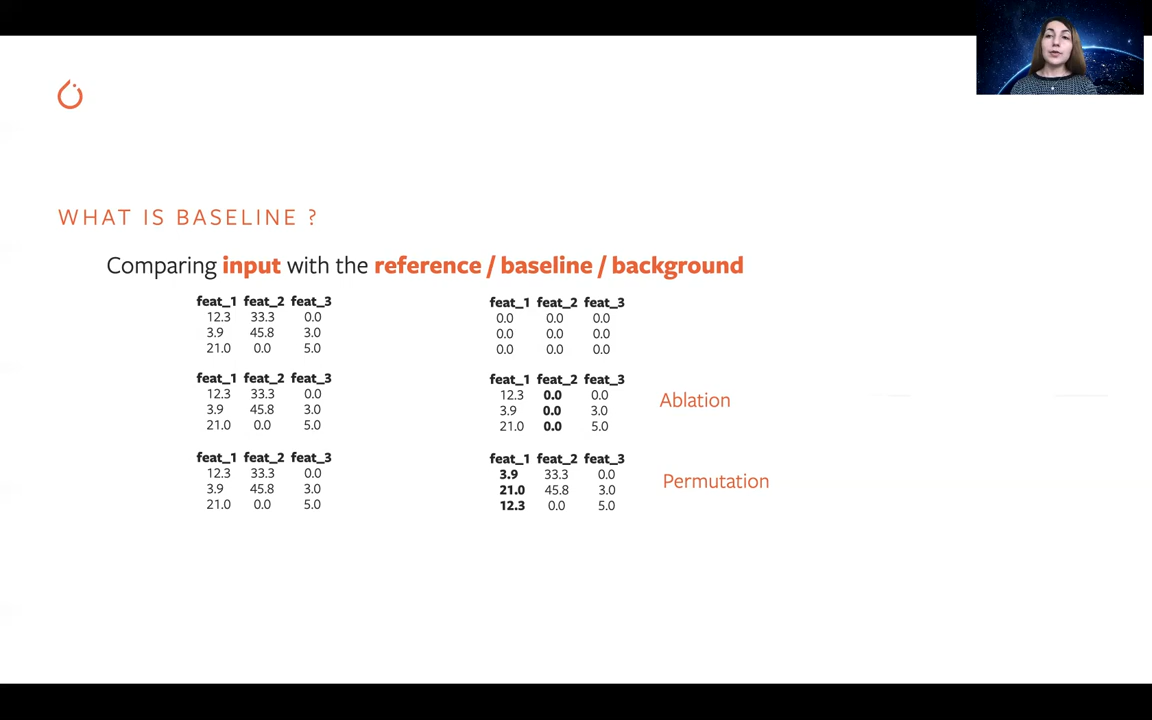 WHAT IS BASELINE ?
Comparing input with the reference / baseline / background
feat_1 feat_2 feat_3
12.3 33.3 0.0
3.9 45.8 3.0
21.0 0.0 5.0
feat_1 feat_2 feat_3
0.0 0.0 0.0
0.0 0.0 0.0
0.0 0.0 0.0
feat_1 feat_2 feat_3
12.3 33.3 0.0
3.9 45.8 3.0
21.0 0.0 5.0
feat_1 feat_2 feat_3
12.3 0.0 0.0
3.9 0.0 3.0
21.0 0.0 5.0
Ablation
feat_1 feat_2 feat_3
12.3 33.3 0.0
3.9 45.8 3.0
21.0 0.0 5.0
feat_1 feat_2 feat_3
3.9 33.3 0.0
21.0 45.8 3.0
12.3 0.0 5.0
Permutation